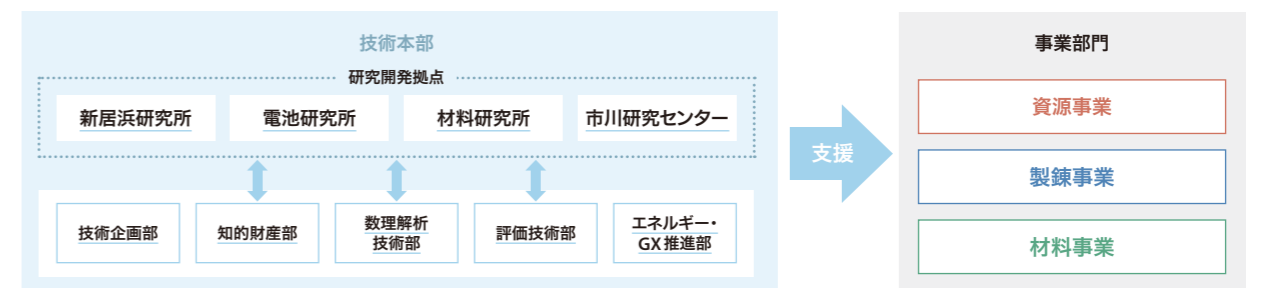 技術本部
研究開発拠点
新居浜研究所
電池研究所
材料研究所
市川研究センター
技術企画部
知的財産部
数理解析
技術部
評価技術部
エネルギー・
GX推進部
支援
事業部門
資源事業
製錬事業
材料事業